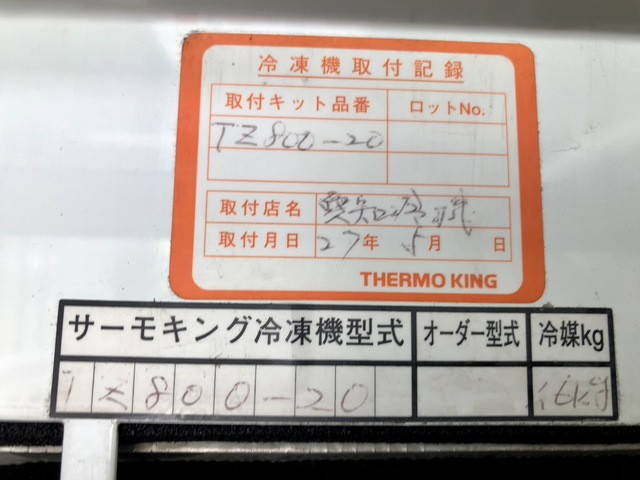 冷凍機取付記録
取付キット品番 ロットNo.
TZ800-20
取付店名
取付月日 27年 5月 日
THERMO KING
サーモキング冷凍機型式 オーダー型式 冷媒kg
TZ800-20